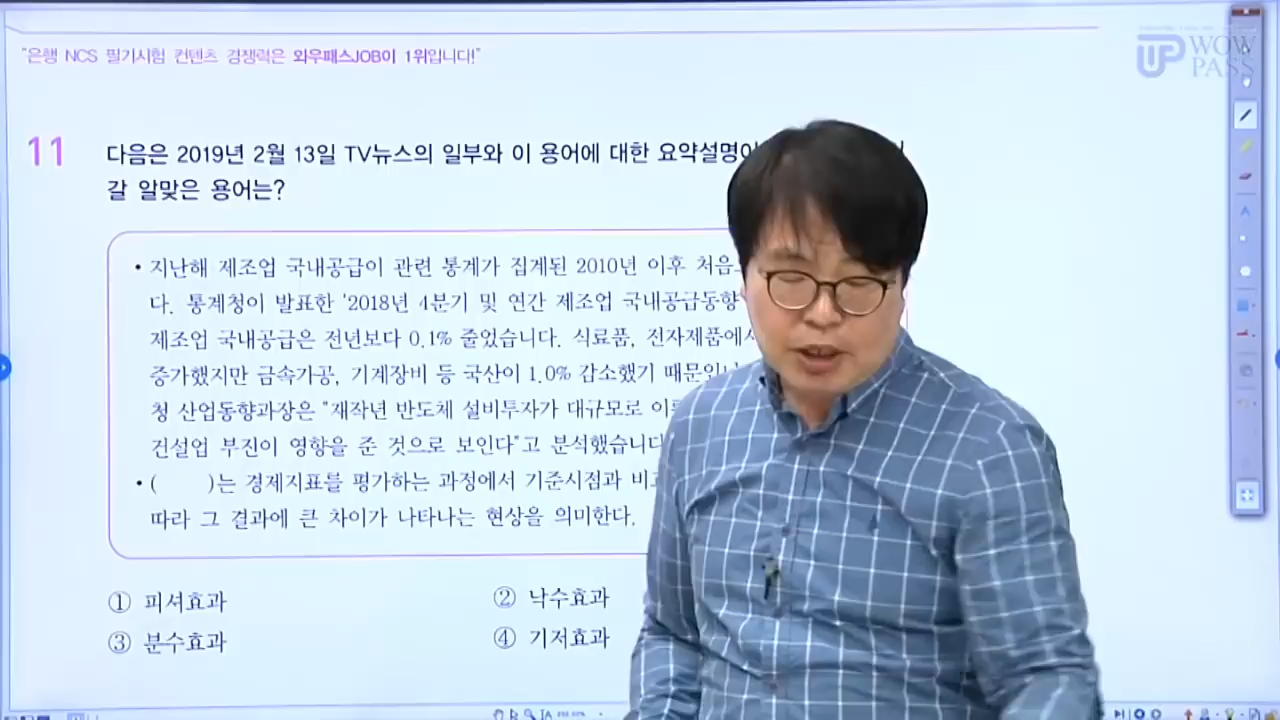 "은행 NCS 필기시험 컨텐츠 경쟁력은 와우패스JOB이 1위입니다!"
UP WOW
PASS
11 다음은 2019년 2월 13일 TV뉴스의 일부와 이 용어에 대한 요약설명이
갈 알맞은 용어는?
• 지난해 제조업 국내공급이 관련 통계가 집계된 2010년 이후 처음
다. 통계청이 발표한 '2018년 4분기 및 연간 제조업 국내공급동향
제조업 국내공급은 전년보다 0.1% 줄었습니다. 식료품, 전자제품에서
증가했지만 금속가공, 기계장비 등 국산이 1.0% 감소했기
청 산업동향과장은 "재작년 반도체 설비투자가 대규모로
건설업 부진이 영향을 준 것으로 보인다"고 분석했습니다
• ( )는 경제지표를 평가하는 과정에서 기준시점과
따라 그 결과에 큰 차이가 나타나는 현상을 의미한다.
① 피셔효과 ② 낙수효과
③ 분수효과 ④ 기저효과